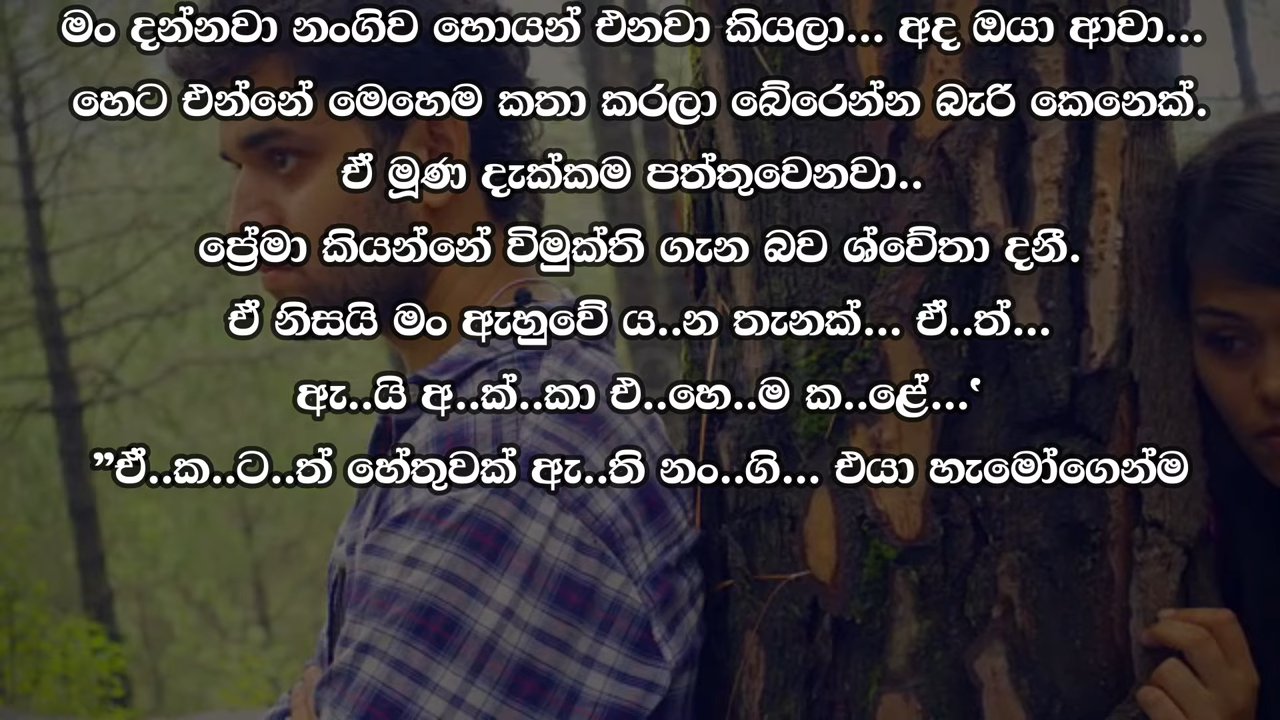 මං දන්නවා නංගිව හොයන් එනවා කියලා... අද ඔයා ආවා...
හෙට එන්නේ මෙහෙම කතා කරලා බේරෙන්න බැරි කෙනෙක්.
ඒ මූණ දැක්කම පත්තුවෙනවා..
ප්‍රේමා කියන්නේ විමුක්ති ගැන බව ශ්වේතා දනී.
ඒ නිසයි මං ඇහුවේ ය..න තැනක්... ඒ..ත්...
ඇ..යි අ..ක්..කා එ..හෙ..ම ක..ළේ...‛
”ඒ..ක..ට..ත් හේතුවක් ඇ..ති නං..ගි... එයා හැමෝගෙන්ම